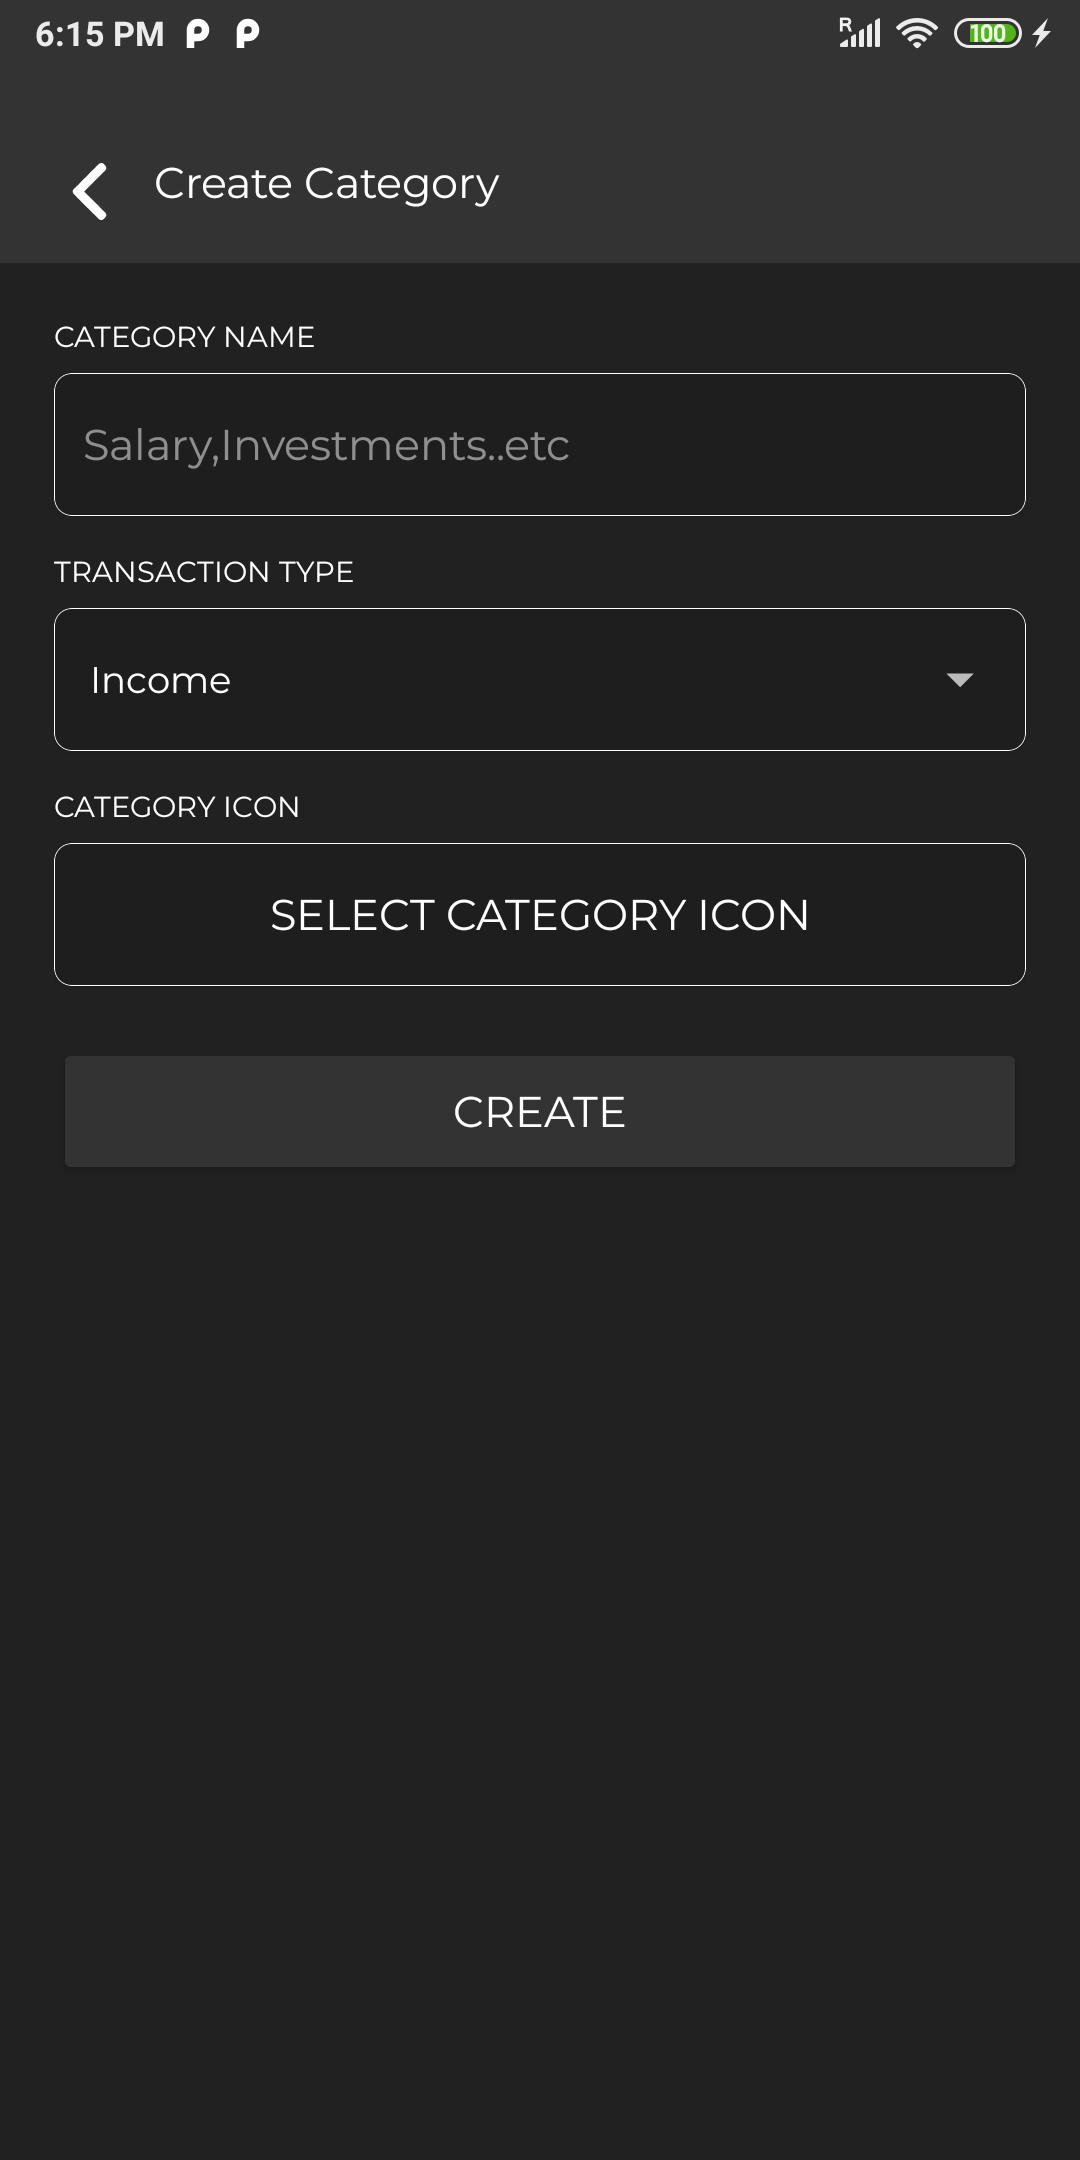 6:15 PM
R
100
Create Category
CATEGORY NAME
Salary,Investments..etc
TRANSACTION TYPE
Income
CATEGORY ICON
SELECT CATEGORY ICON
CREATE